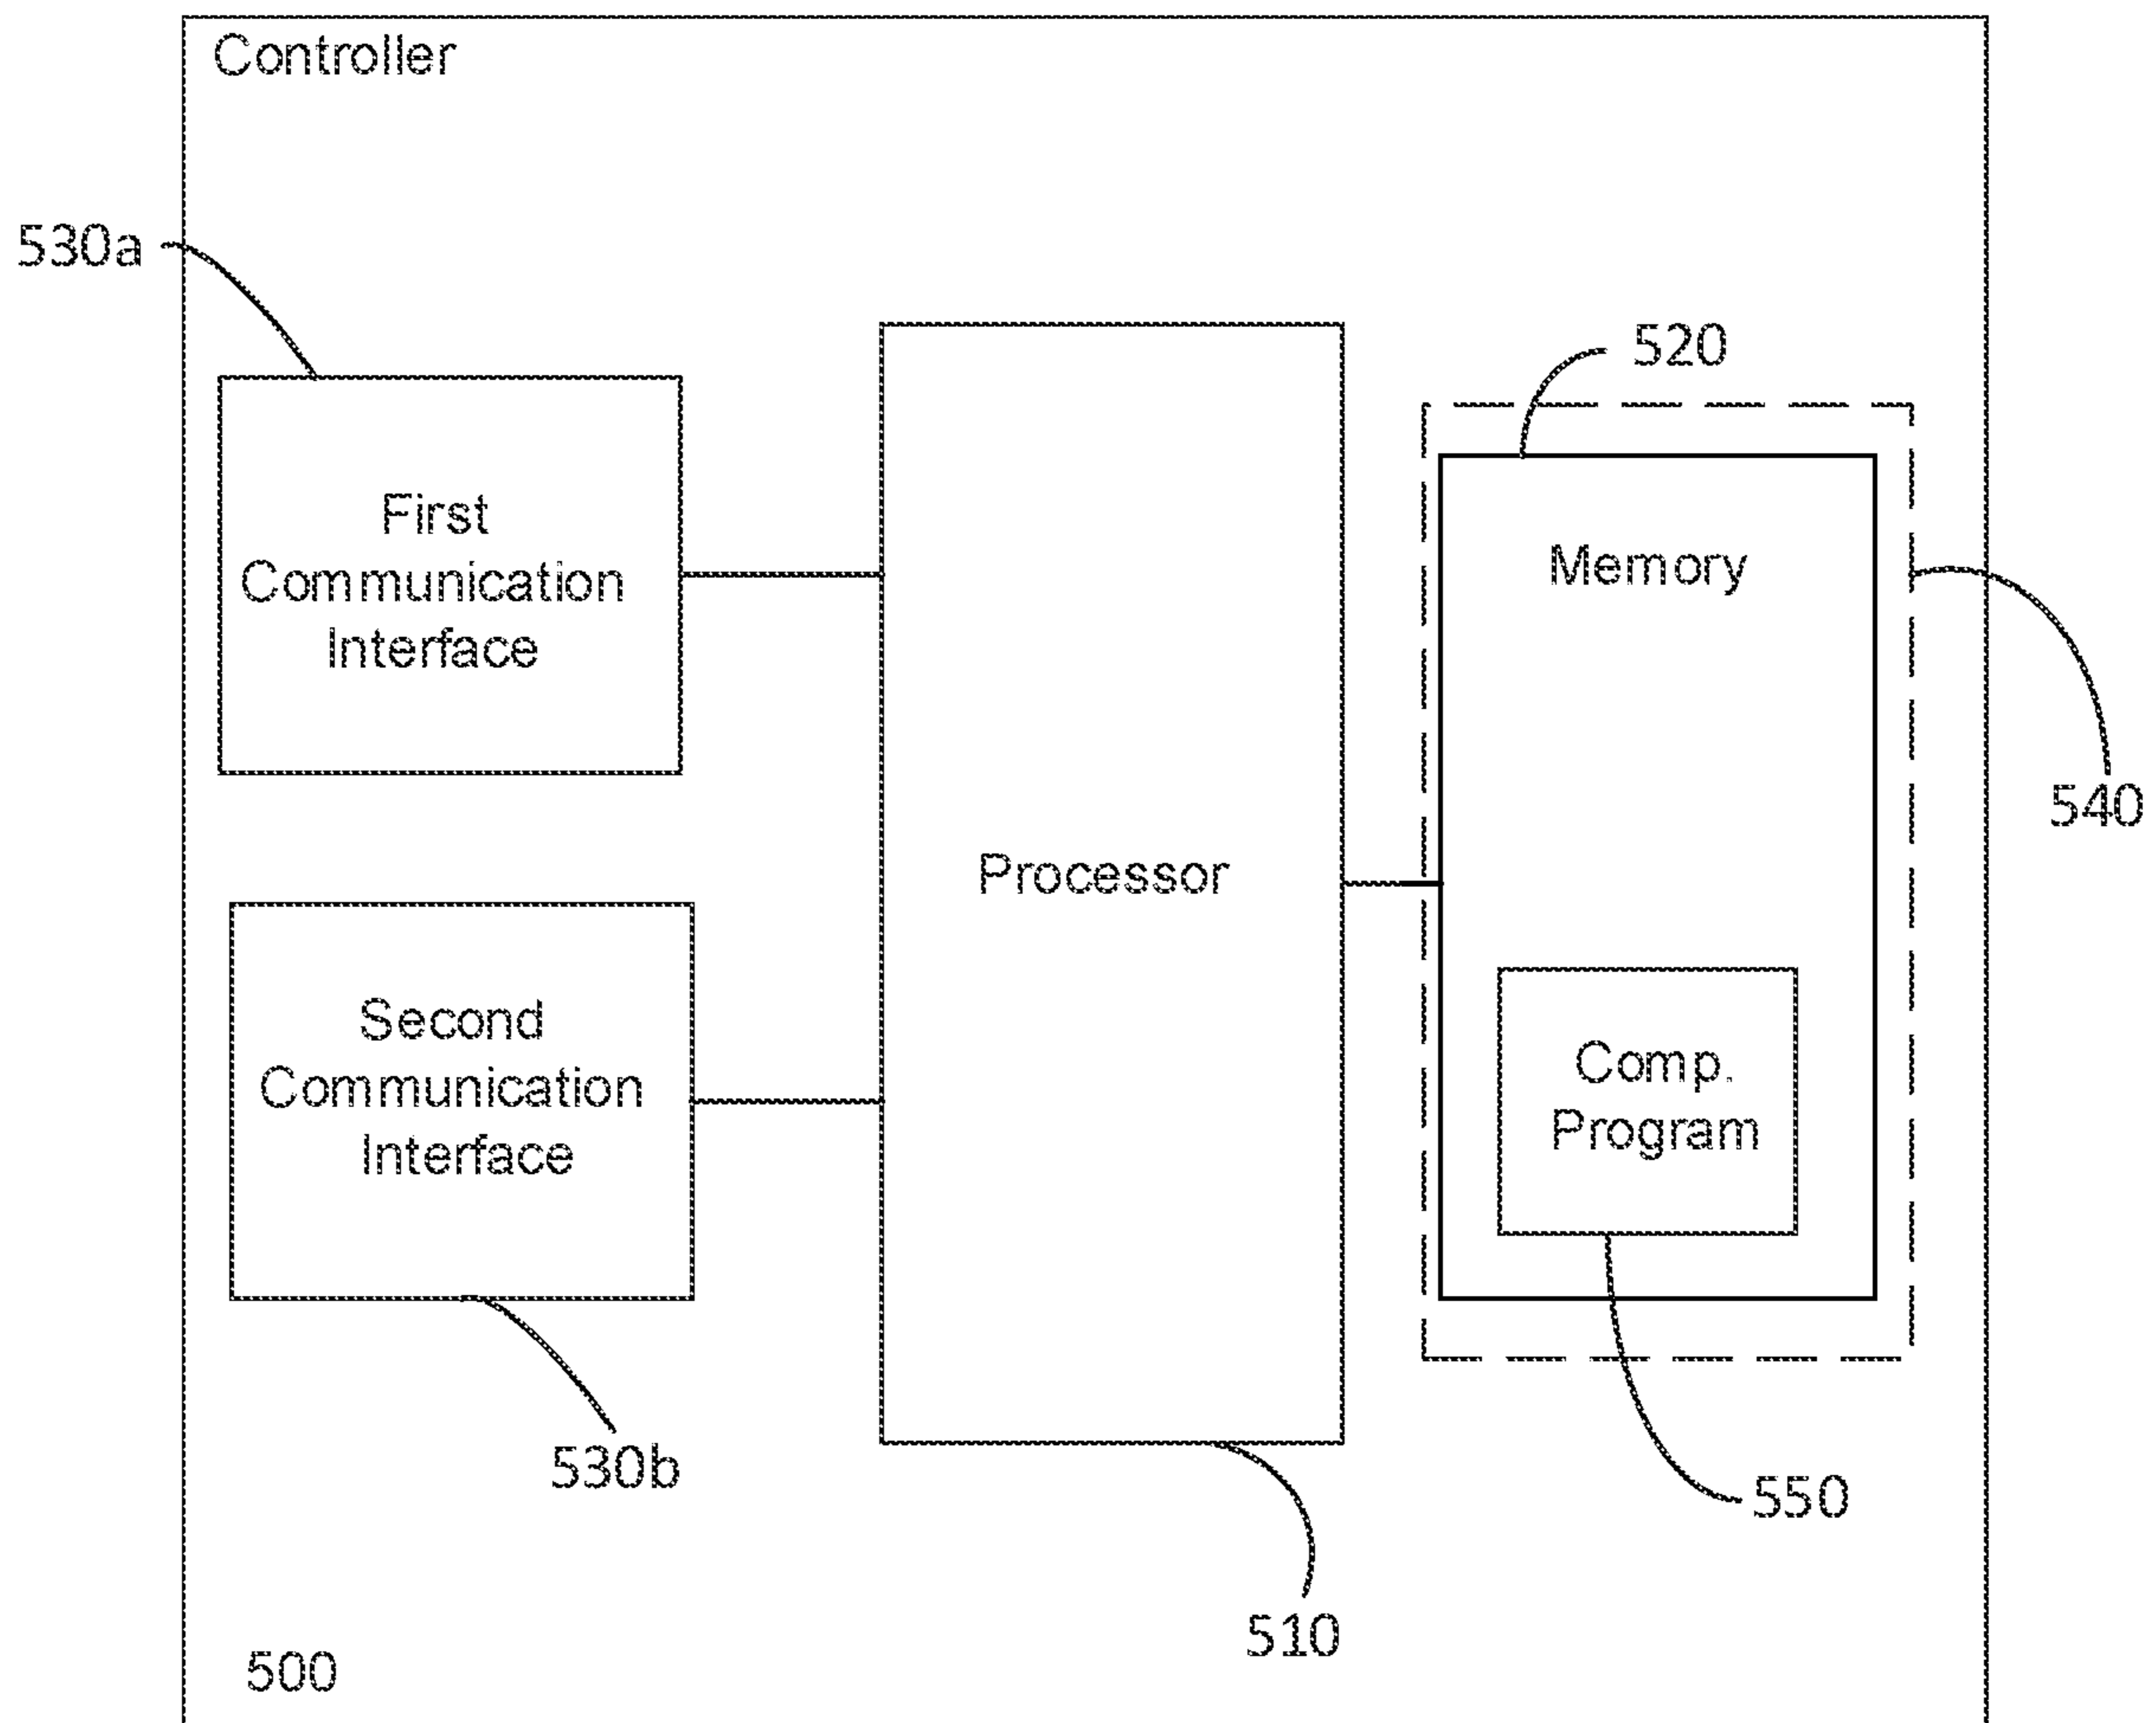 Controller
530a
520
First
Communication
Interface
Memory
540
Processor
Second
Communication
Interface
Comp.
Program
530b
550
510
500